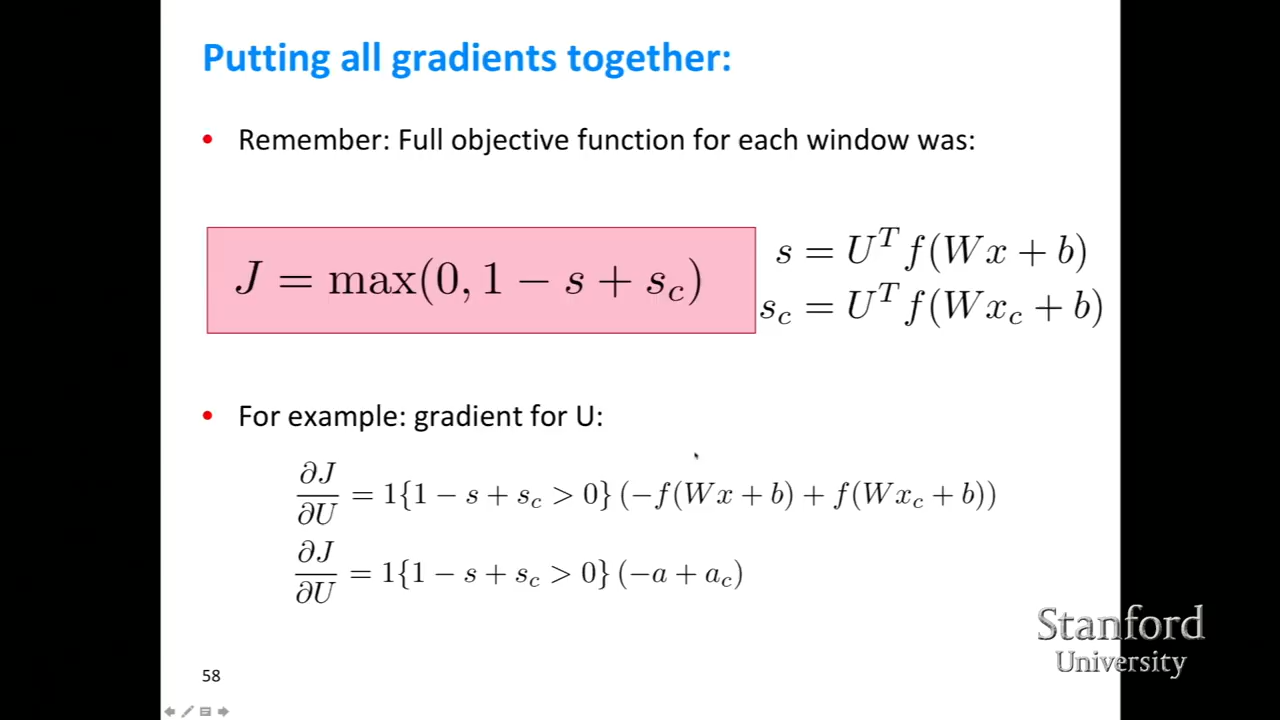 Putting all gradients together:
• Remember: Full objective function for each window was:
J = max(0, 1 − s + s_c)
s = U^T f(Wx + b)
s_c = U^T f(Wx_c + b)
• For example: gradient for U:
∂J/∂U = 1{1 − s + s_c > 0} (−f(Wx + b) + f(Wx_c + b))
∂J/∂U = 1{1 − s + s_c > 0} (−a + a_c)
Stanford
University
58